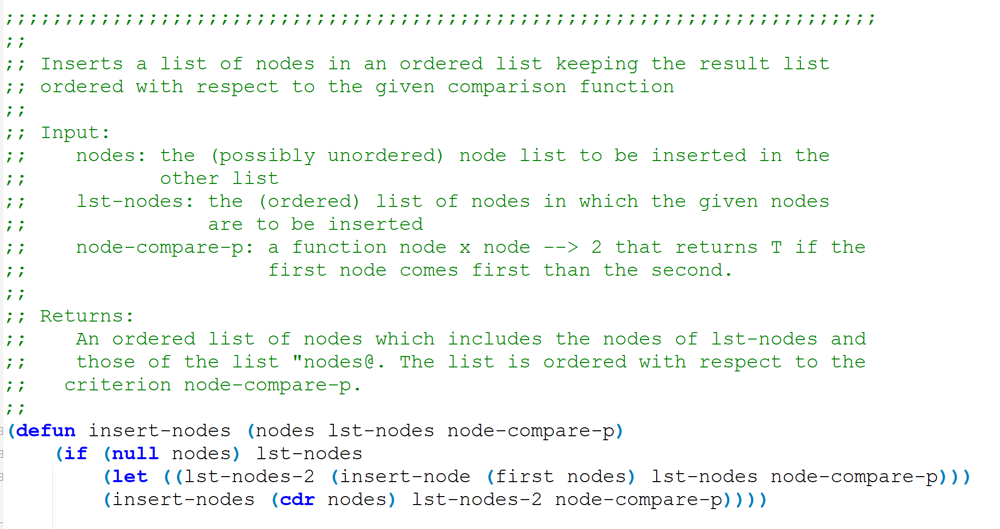 ;;;;;;;;;;;;;;;;;;;;;;;;;;;;;;;;;;;;;;;;;;;;;;;;;;;;;;;;;;;;;;;;;;;;;;;;;
;;
;; Inserts a list of nodes in an ordered list keeping the result list
;; ordered with respect to the given comparison function
;;
;; Input:
;;    nodes: the (possibly unordered) node list to be inserted in the
;;           other list
;;    lst-nodes: the (ordered) list of nodes in which the given nodes
;;               are to be inserted
;;    node-compare-p: a function node x node --> 2 that returns T if the
;;                    first node comes first than the second.
;;
;; Returns:
;;    An ordered list of nodes which includes the nodes of lst-nodes and
;;    those of the list "nodes@. The list is ordered with respect to the
;;   criterion node-compare-p.
;;
(defun insert-nodes (nodes lst-nodes node-compare-p)
    (if (null nodes) lst-nodes
        (let ((lst-nodes-2 (insert-node (first nodes) lst-nodes node-compare-p)))
        (insert-nodes (cdr nodes) lst-nodes-2 node-compare-p))))